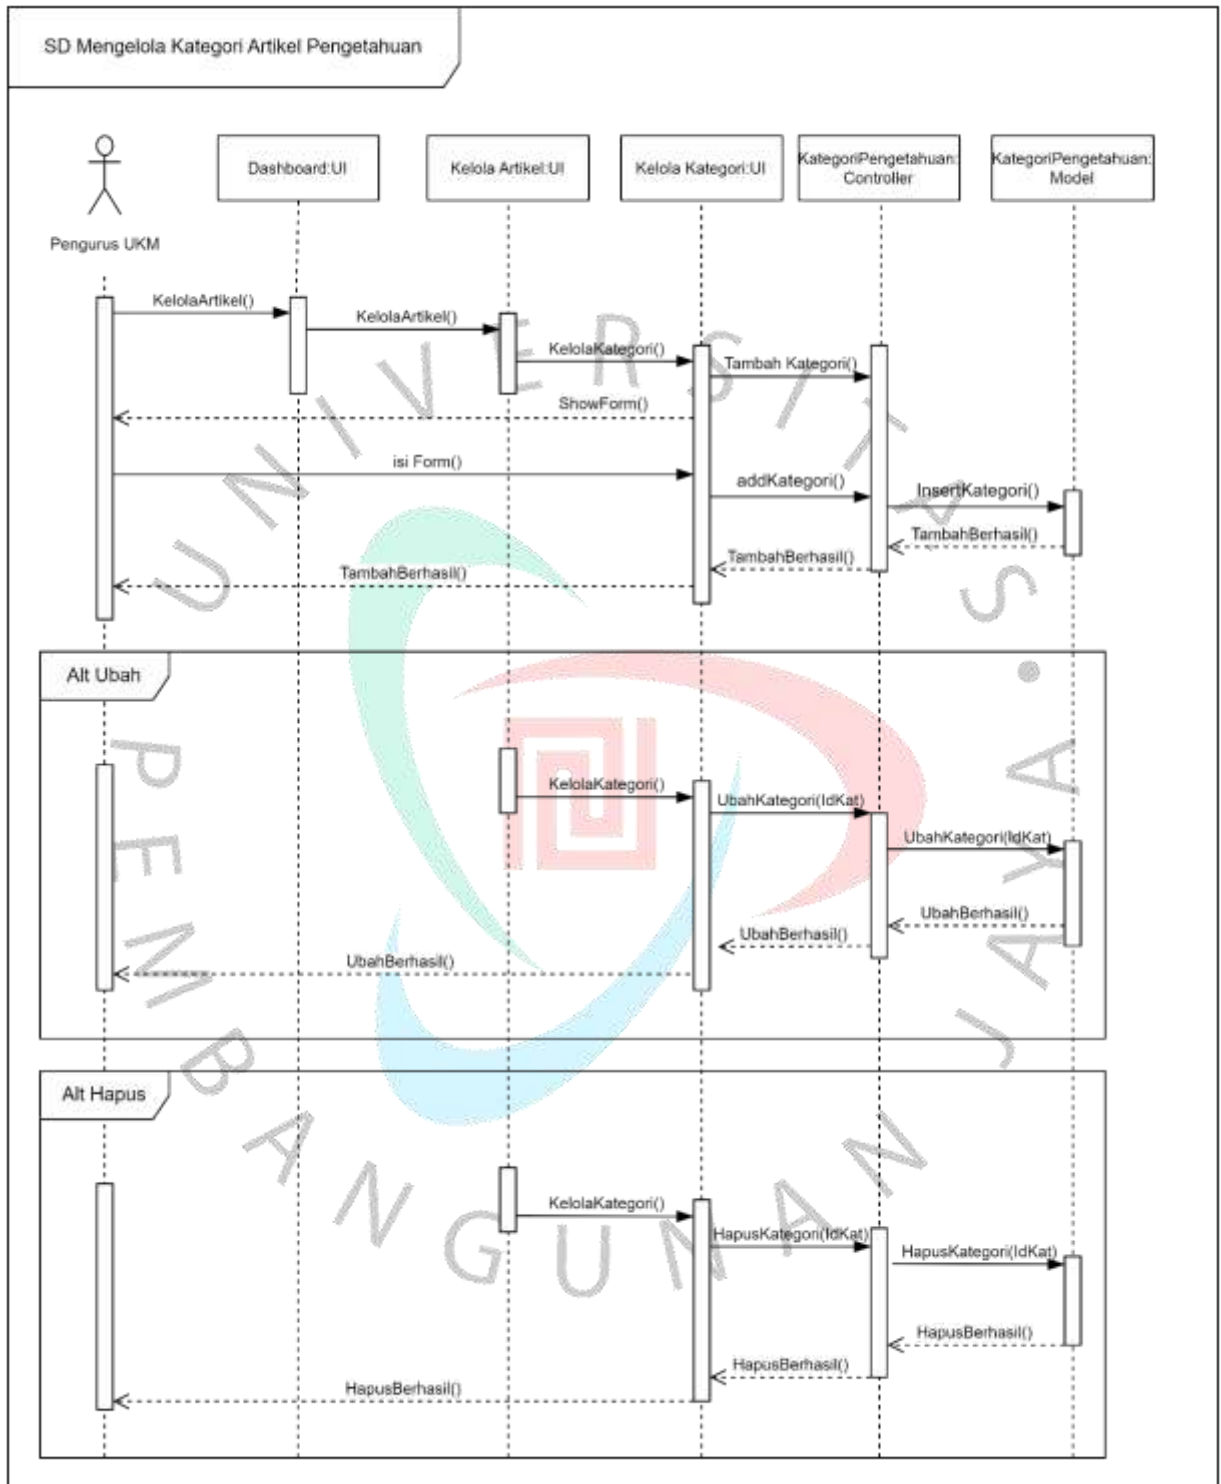 SD Mengelola Kategori Artikel Pengetahuan
Pengurus UKM
Dashboard:UI
Kelola Artikel:UI
Kelola Kategori:UI
KategoriPengetahuan:
Controller
KategoriPengetahuan:
Model
KelolaArtikel()
KelolaArtikel()
KelolaKategori()
Tambah Kategori()
ShowForm()
isi Form()
addKategori()
InsertKategori()
TambahBerhasil()
TambahBerhasil()
TambahBerhasil()
Alt Ubah
KelolaKategori()
UbahKategori(IdKat)
UbahKategori(IdKat)
UbahBerhasil()
UbahBerhasil()
UbahBerhasil()
Alt Hapus
KelolaKategori()
HapusKategori(IdKat)
HapusKategori(IdKat)
HapusBerhasil()
HapusBerhasil()
HapusBerhasil()
UNIVERSITAS
PEMBANGUNAN JAYA